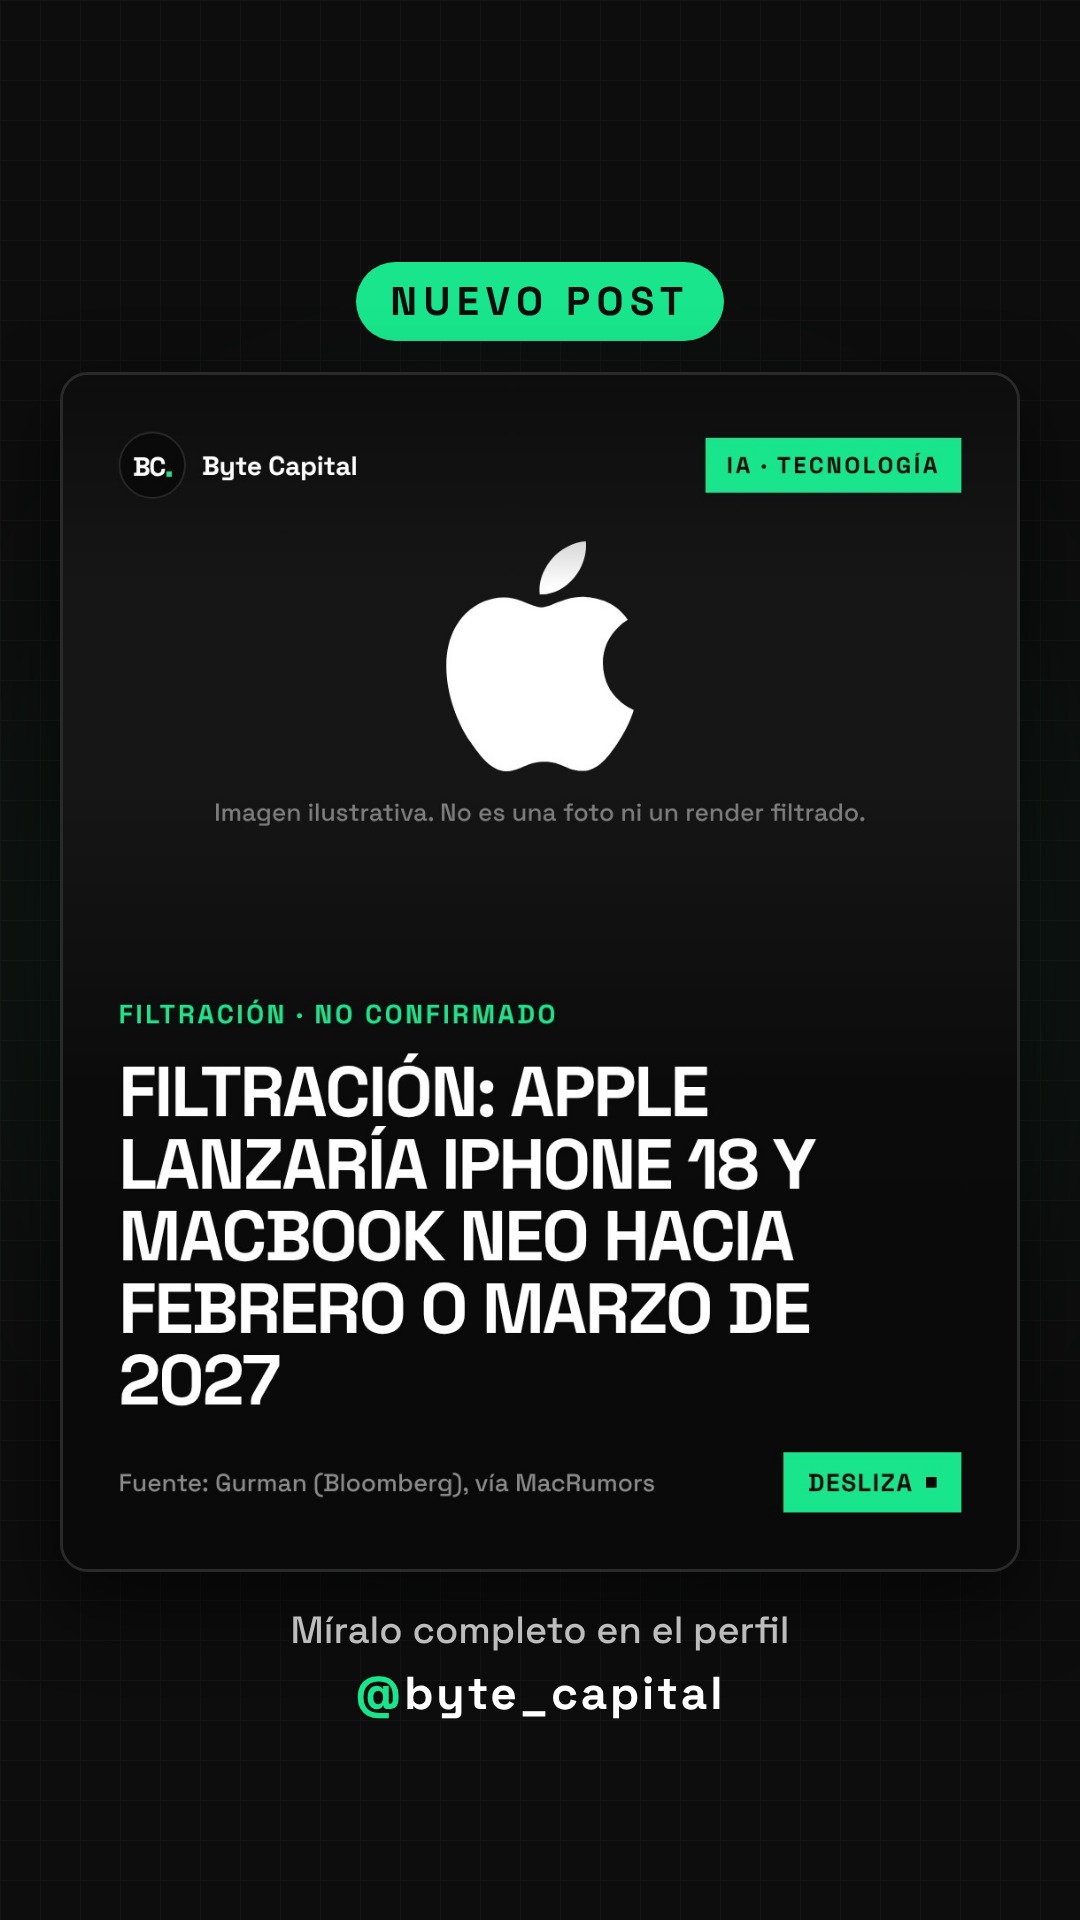 NUEVO POST
BC.
Byte Capital
IA · TECNOLOGÍA
Imagen ilustrativa. No es una foto ni un render filtrado.
FILTRACIÓN · NO CONFIRMADO
FILTRACIÓN: APPLE
LANZARÍA IPHONE 18 Y
MACBOOK NEO HACIA
FEBRERO O MARZO DE
2027
Fuente: Gurman (Bloomberg), vía MacRumors
DESLIZA ▪
Míralo completo en el perfil
@byte_capital